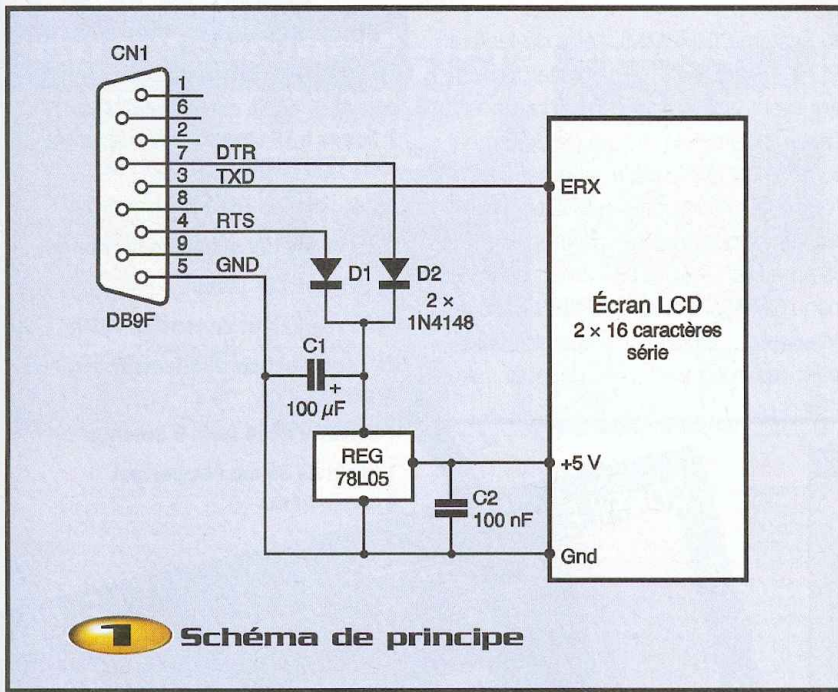 CN1
1
6
2
7 DTR
3 TXD
8
4 RTS
9
5 GND
DB9F
D1
D2
2 ×
1N4148
C1
+
100 µF
REG
78L05
C2
100 nF
ERX
Écran LCD
2 × 16 caractères
série
+5 V
Gnd
1 Schéma de principe